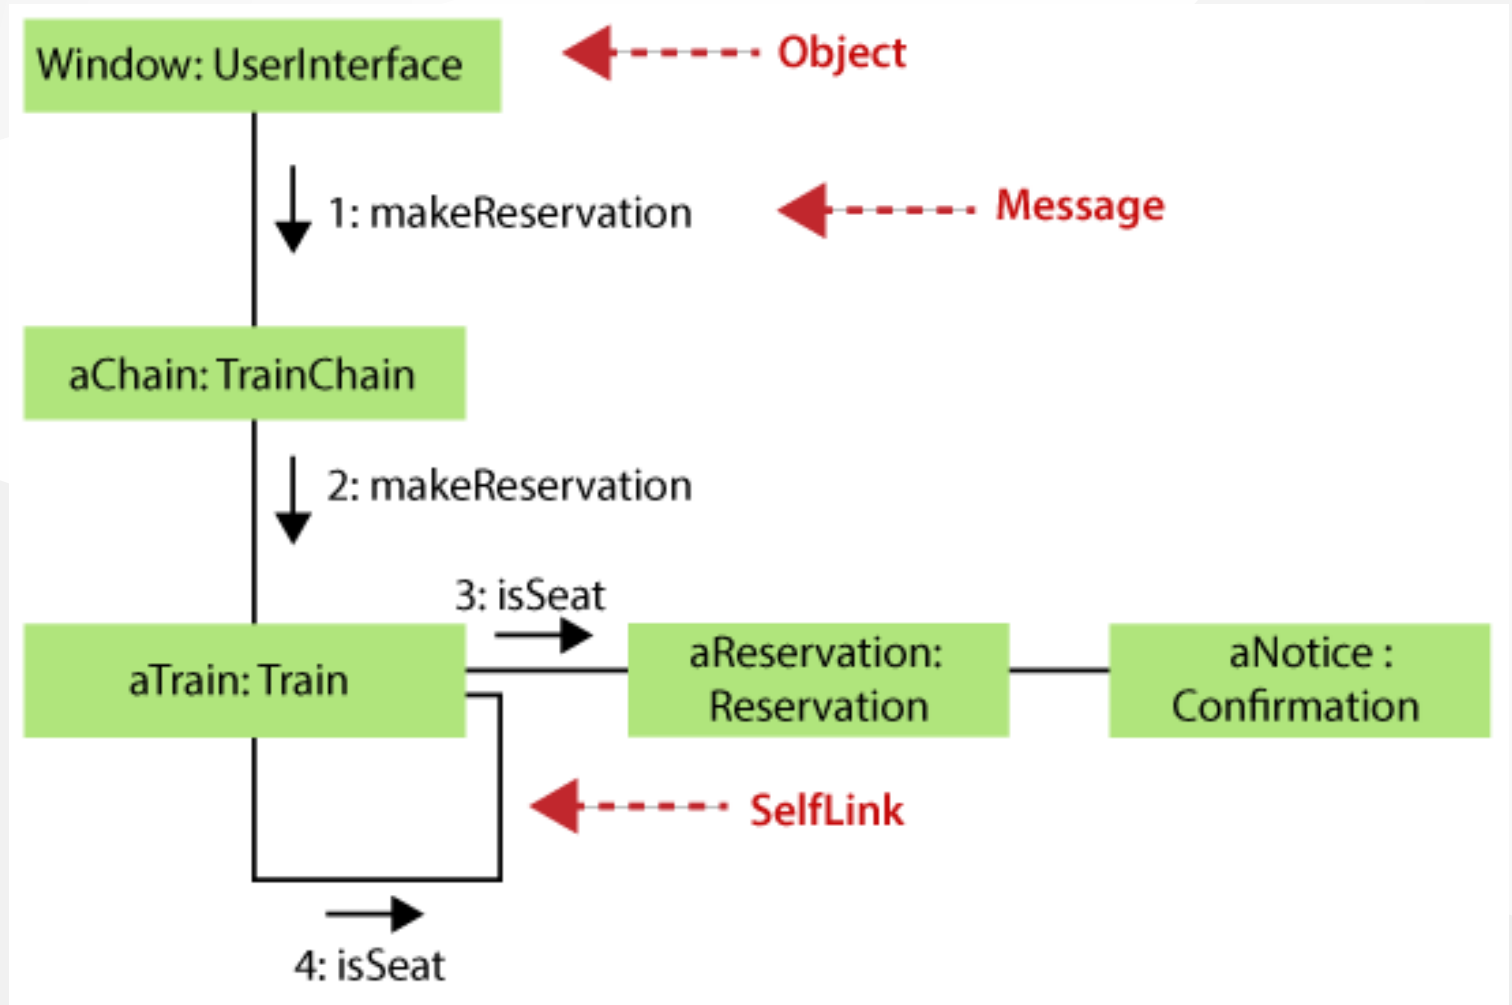 Window: UserInterface
Object
1: makeReservation
Message
aChain: TrainChain
2: makeReservation
3: isSeat
aTrain: Train
aReservation:
Reservation
aNotice :
Confirmation
SelfLink
4: isSeat